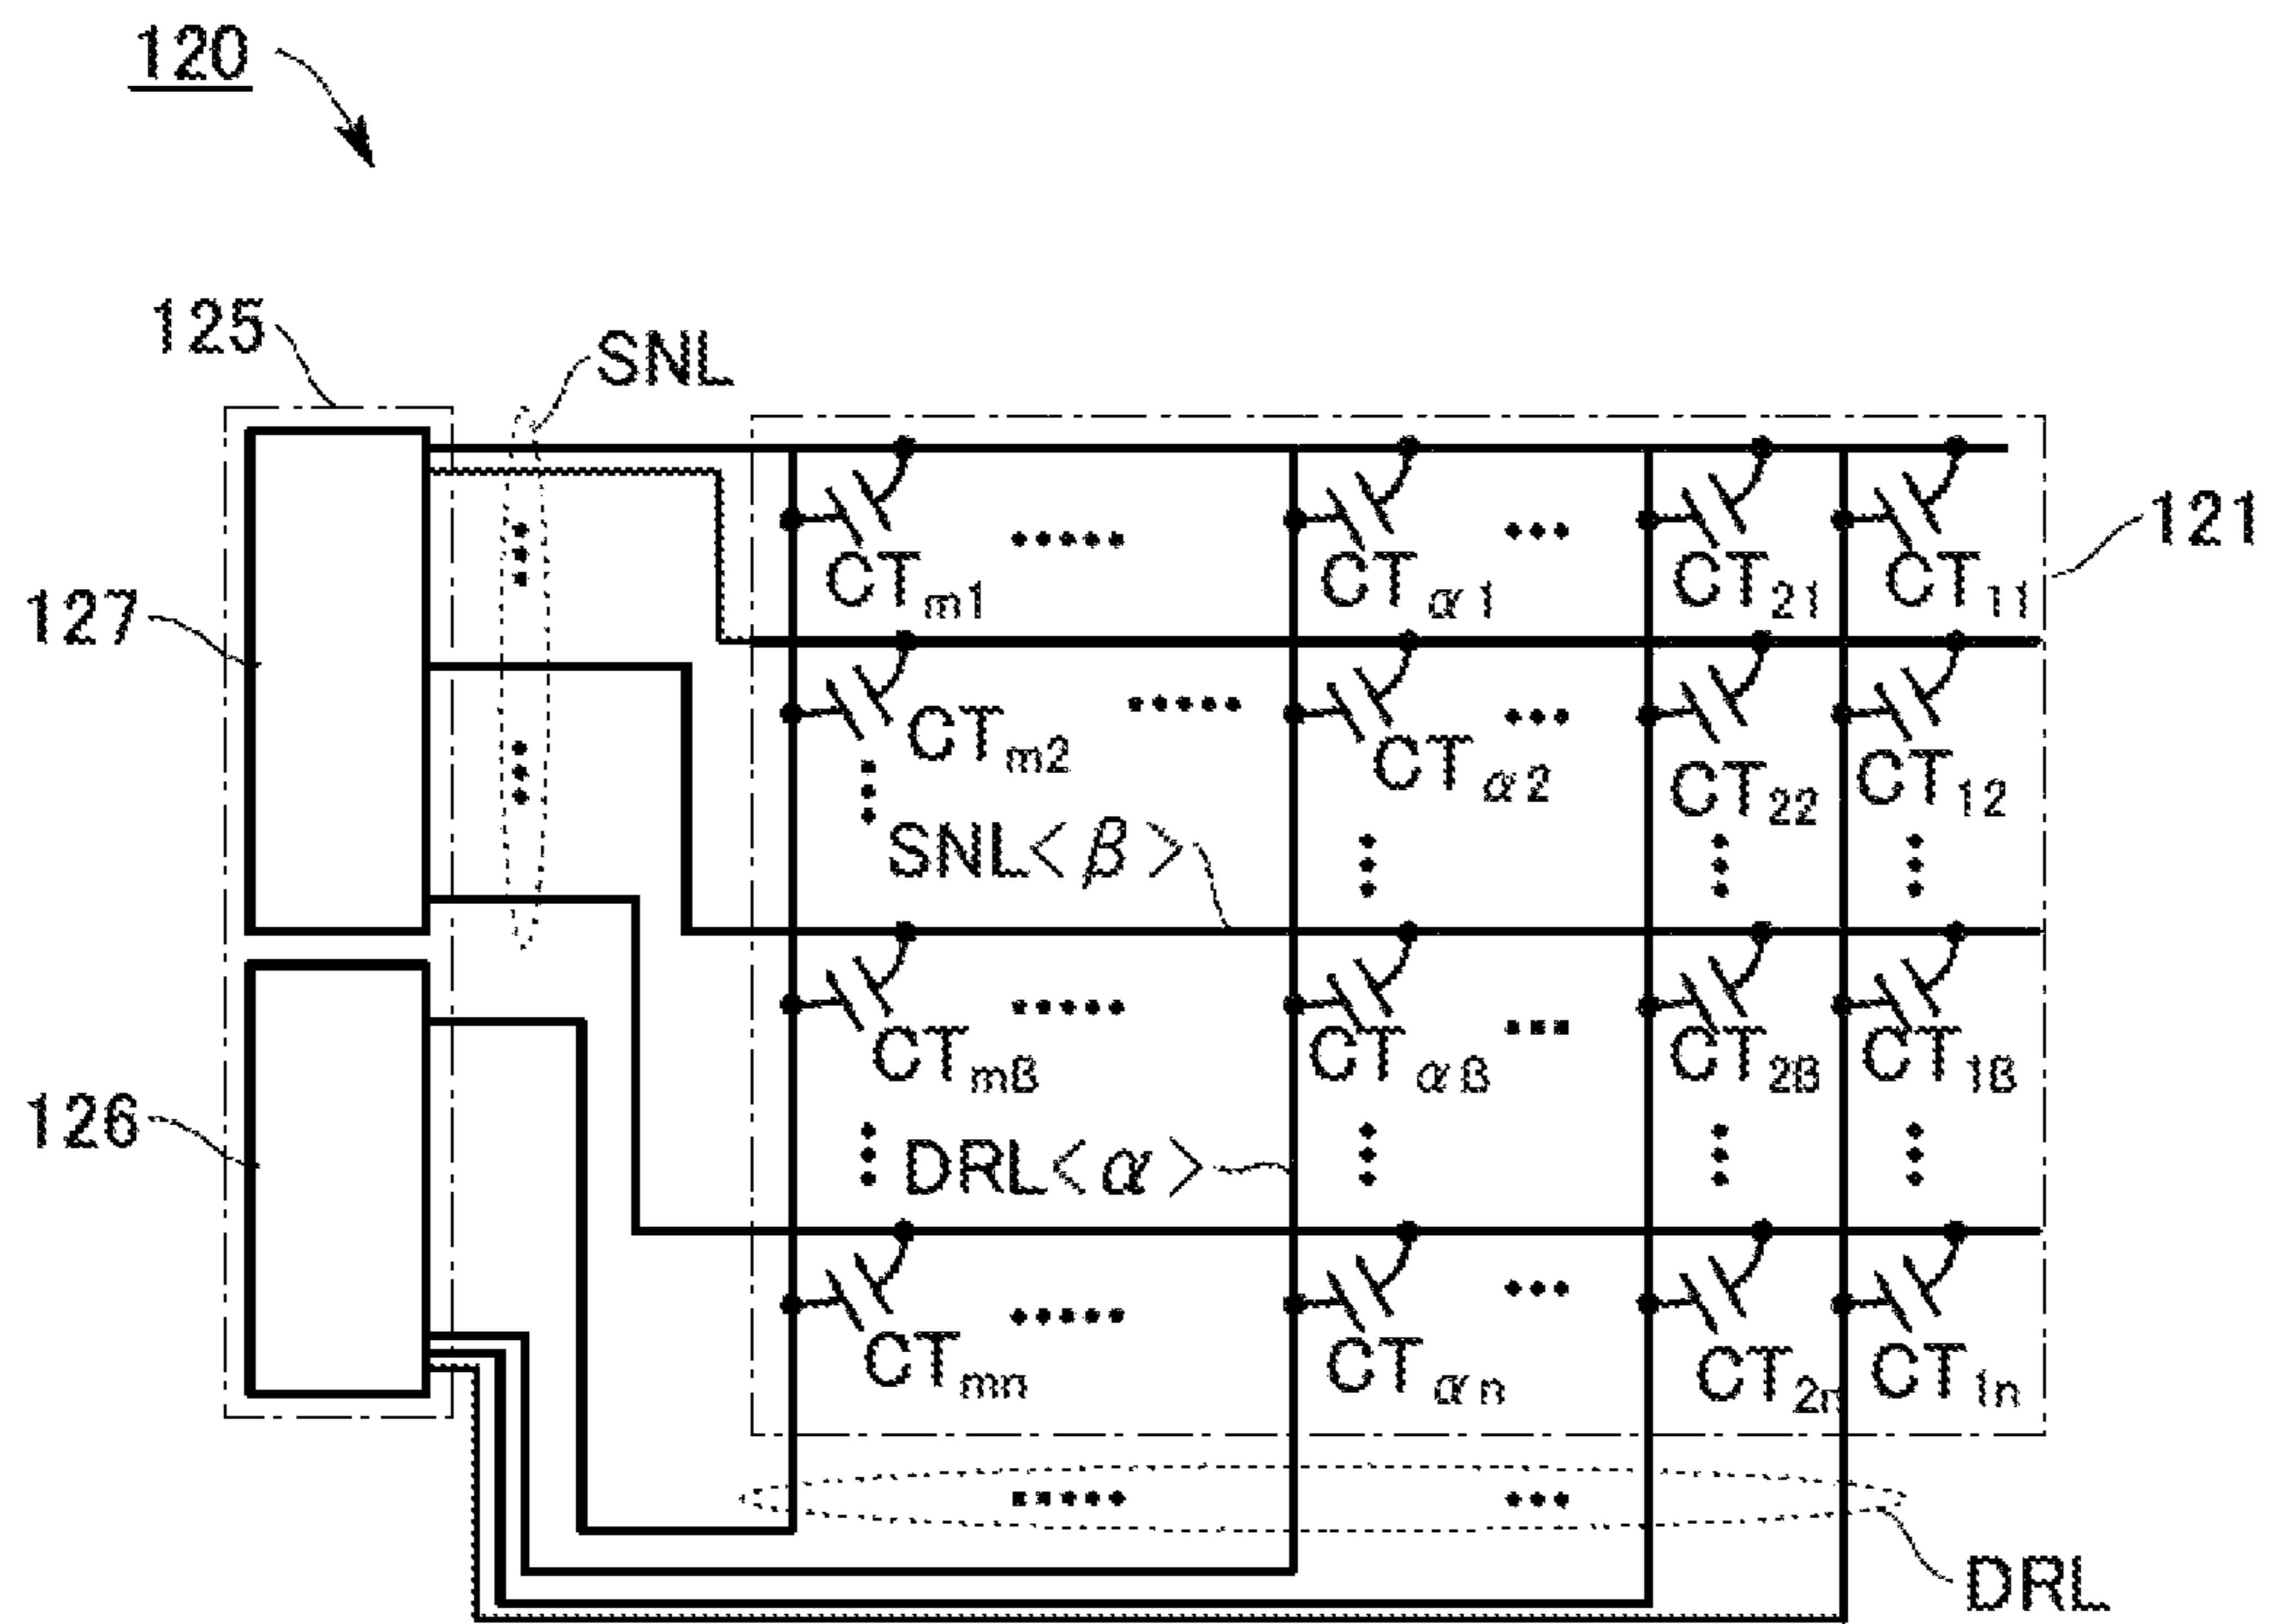 120
125
SNL
127
126
121
CTm1 ..... CTα1 ... CT21 CT11
CTm2 ..... CTα2 ... CT22 CT12
SNL<β>
CTmβ ..... CTαβ ... CT2β CT1β
DRL<α>
CTmn ..... CTαn ... CT2n CT1n
DRL